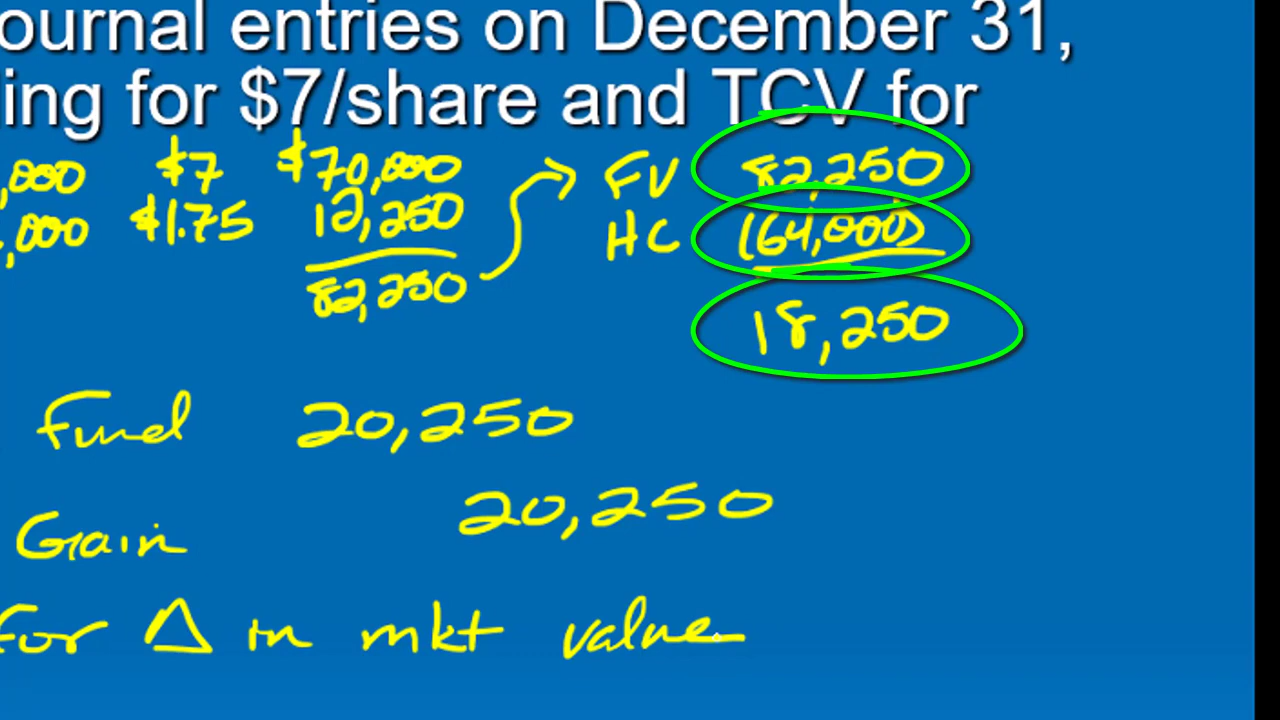 ournal entries on December 31,
ing for $7/share and TCV for
,000 $7 $70,000 FV 82,250
,000 $1.75 12,250 HC (64,000)
82,250 18,250
Fund 20,250
Gain 20,250
for Δ in mkt value